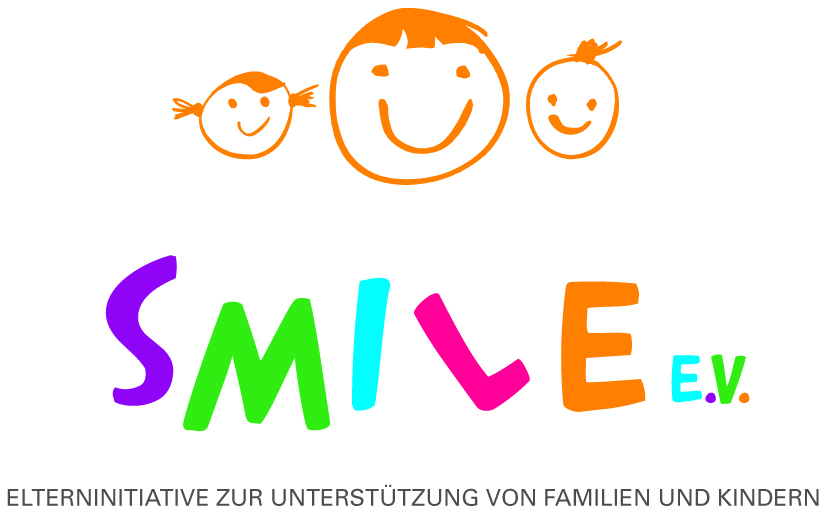 SMILE E.V.
ELTERNINITIATIVE ZUR UNTERSTÜTZUNG VON FAMILIEN UND KINDERN